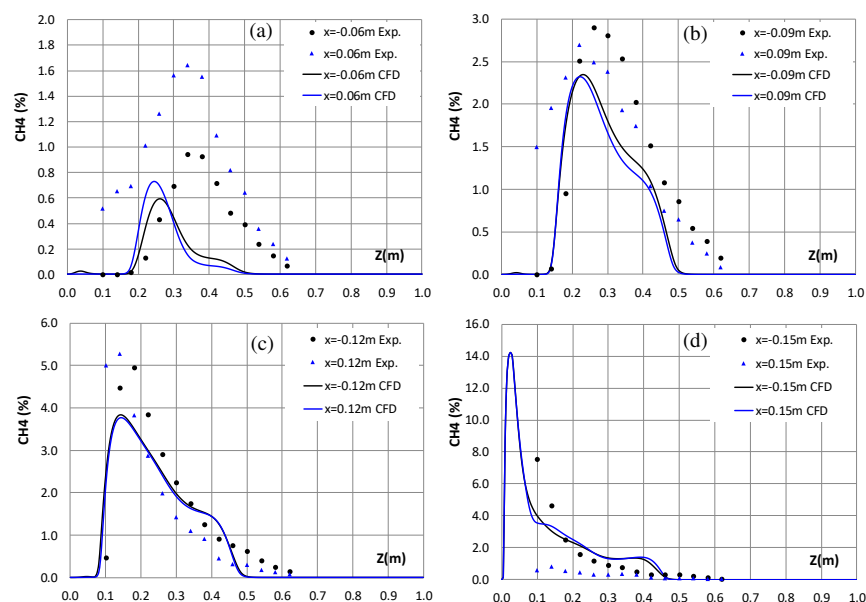 (a)
x=-0.06m Exp.
x=0.06m Exp.
x=-0.06m CFD
x=0.06m CFD
CH4 (%)
2.0
1.8
1.6
1.4
1.2
1.0
0.8
0.6
0.4
0.2
0.0
Z(m)
0.0 0.1 0.2 0.3 0.4 0.5 0.6 0.7 0.8 0.9 1.0
(b)
x=-0.09m Exp.
x=0.09m Exp.
x=-0.09m CFD
x=0.09m CFD
CH4 (%)
3.0
2.5
2.0
1.5
1.0
0.5
0.0
Z(m)
0.0 0.1 0.2 0.3 0.4 0.5 0.6 0.7 0.8 0.9 1.0
(c)
x=-0.12m Exp.
x=0.12m Exp.
x=-0.12m CFD
x=0.12m CFD
CH4 (%)
6.0
5.0
4.0
3.0
2.0
1.0
0.0
Z(m)
0.0 0.1 0.2 0.3 0.4 0.5 0.6 0.7 0.8 0.9 1.0
(d)
x=-0.15m Exp.
x=0.15m Exp.
x=-0.15m CFD
x=0.15m CFD
CH4 (%)
16.0
14.0
12.0
10.0
8.0
6.0
4.0
2.0
0.0
Z(m)
0.0 0.1 0.2 0.3 0.4 0.5 0.6 0.7 0.8 0.9 1.0